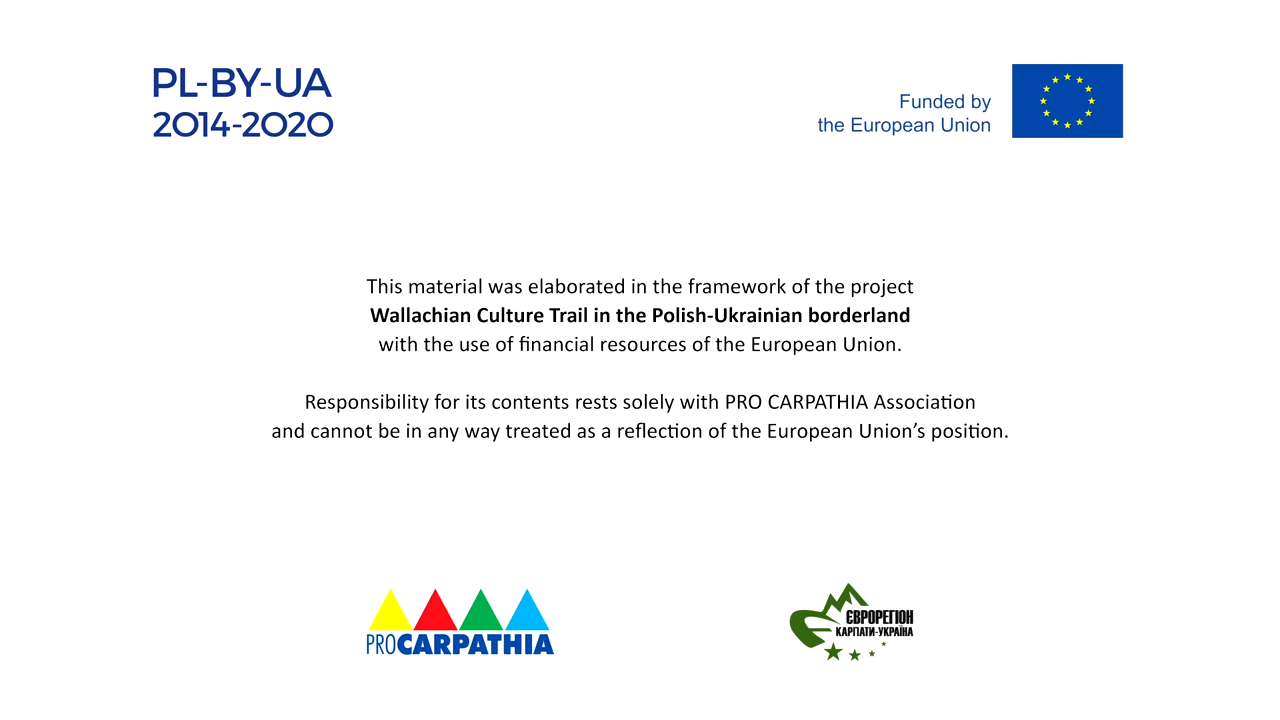 PL-BY-UA
2014-2020
Funded by
the European Union
This material was elaborated in the framework of the project
Wallachian Culture Trail in the Polish-Ukrainian borderland
with the use of financial resources of the European Union.
Responsibility for its contents rests solely with PRO CARPATHIA Association
and cannot be in any way treated as a reflection of the European Union’s position.
PROCARPATHIA
ЄВРОРЕГІОН
КАРПАТИ-УКРАЇНА